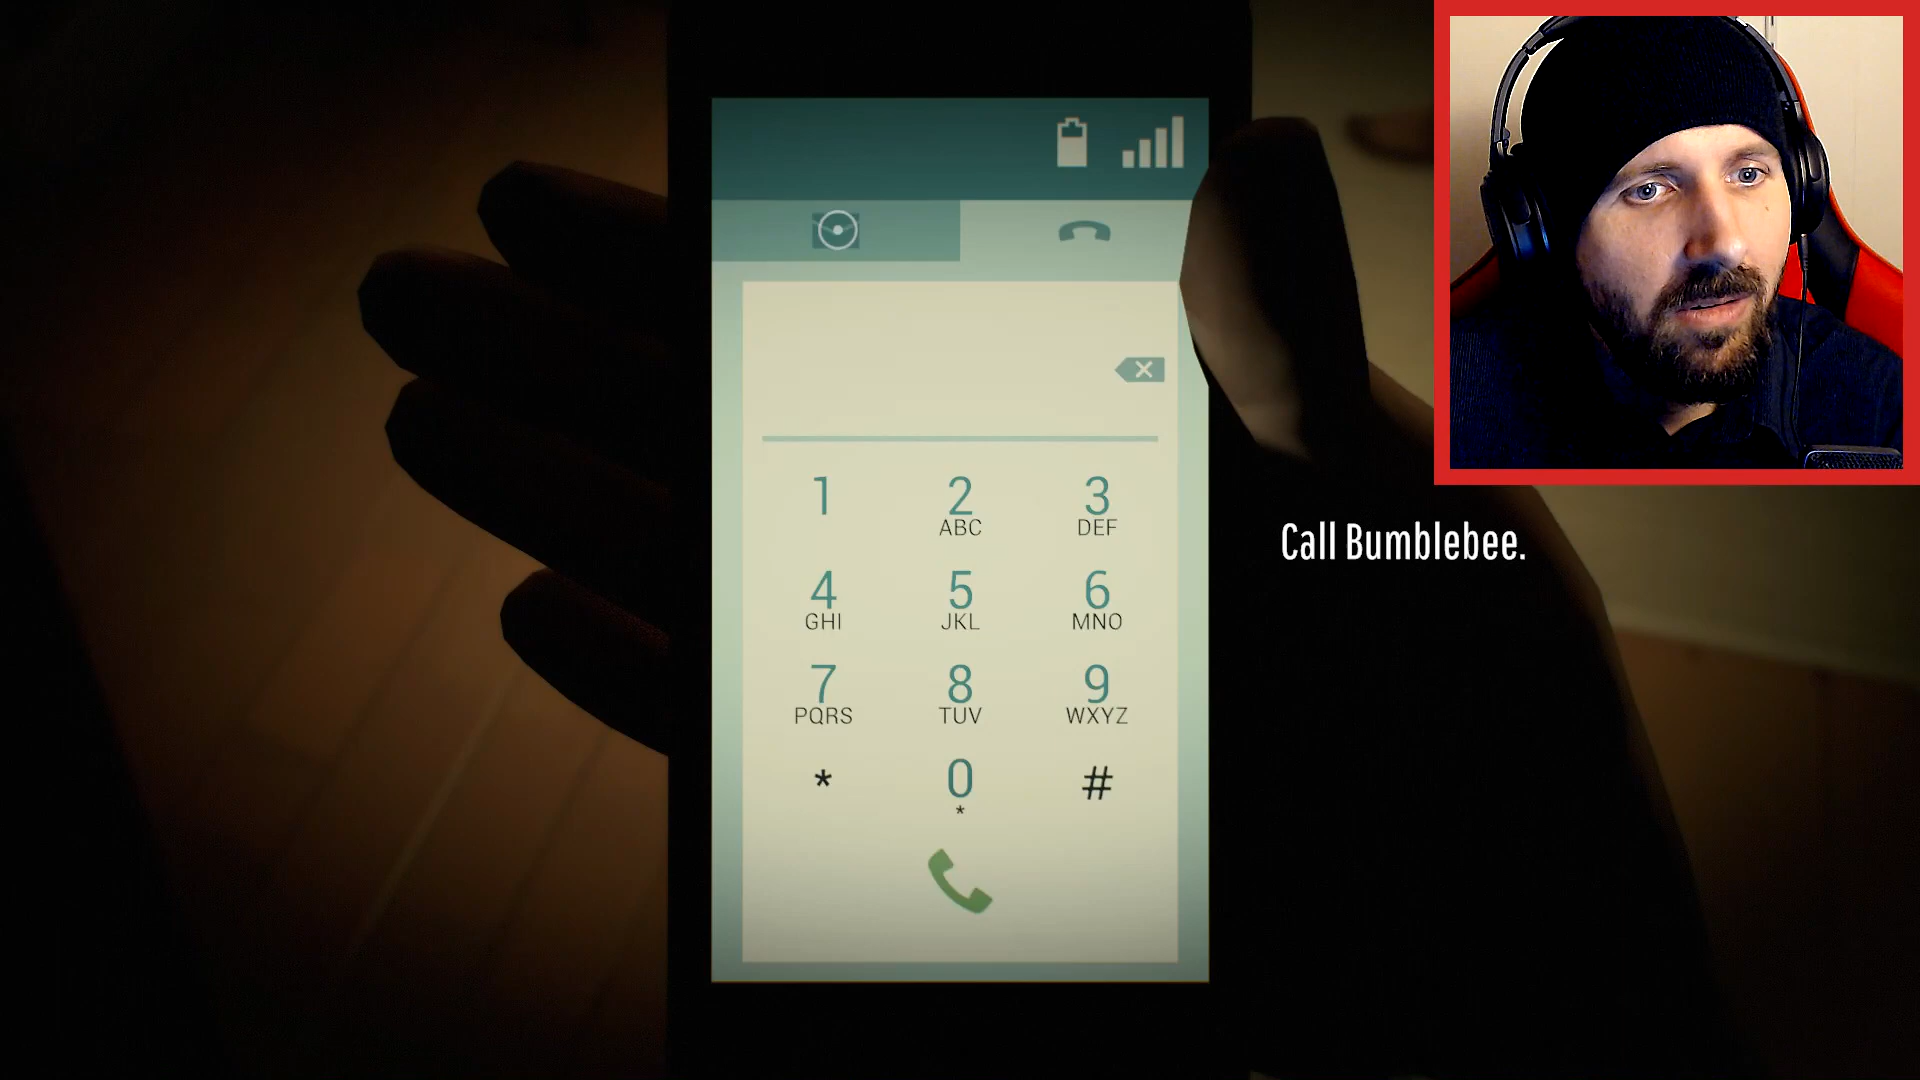 1 2 3
ABC DEF
4 5 6
GHI JKL MNO
7 8 9
PQRS TUV WXYZ
* 0 #
*
Call Bumblebee.